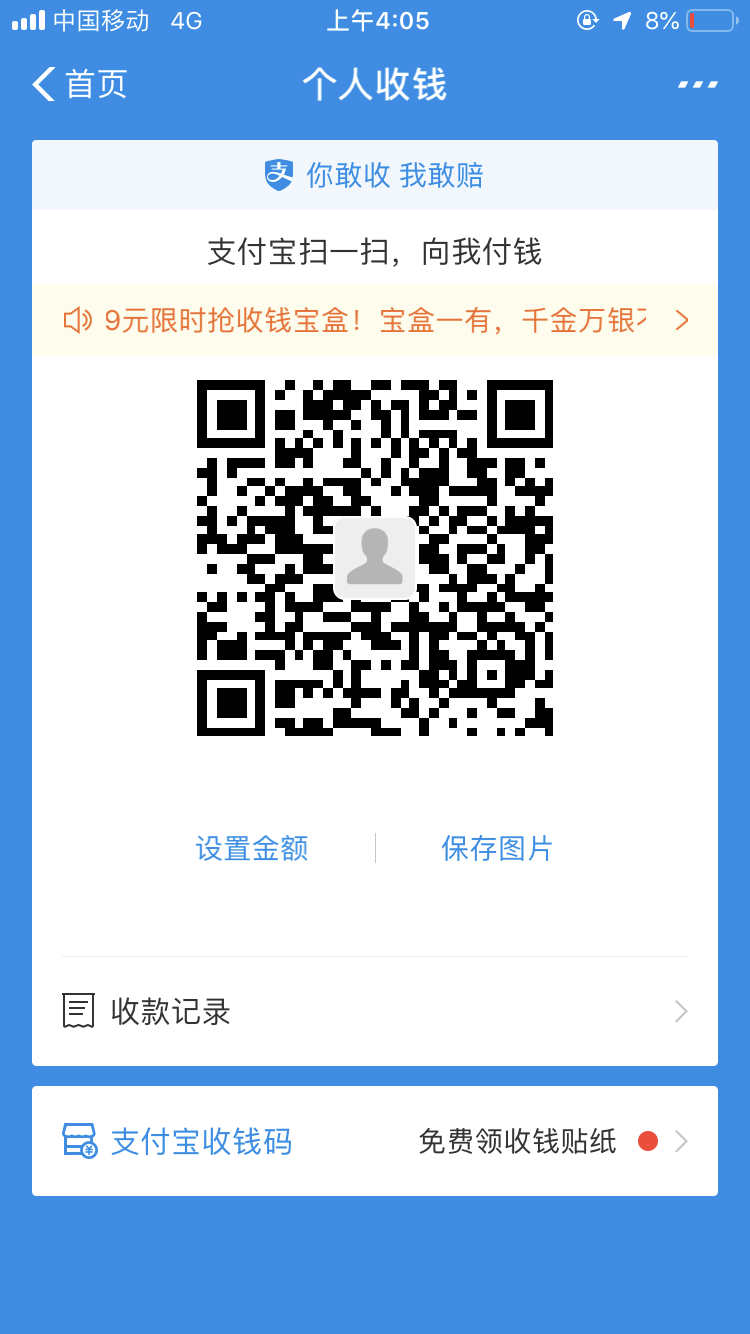 中国移动 4G 上午4:05 8%
首页 个人收钱
支 你敢收 我敢赔
支付宝扫一扫，向我付钱
9元限时抢收钱宝盒！宝盒一有，千金万银
设置金额 保存图片
收款记录
¥ 支付宝收钱码 免费领收钱贴纸